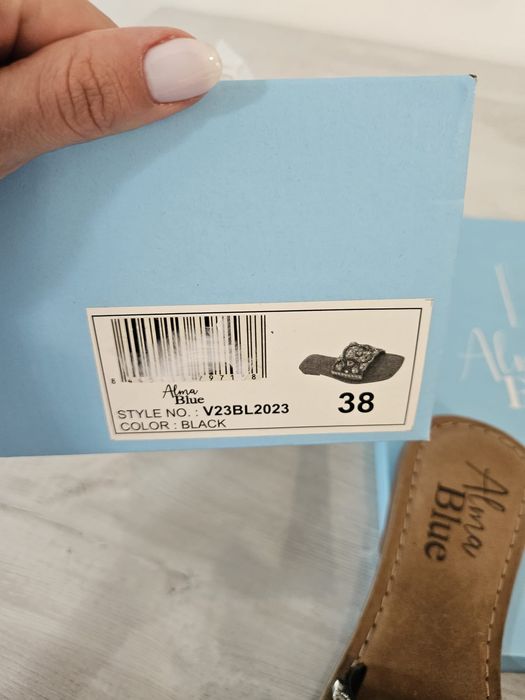 Alma
Blue
STYLE NO. : V23BL2023
COLOR : BLACK
38
Alma
Blue